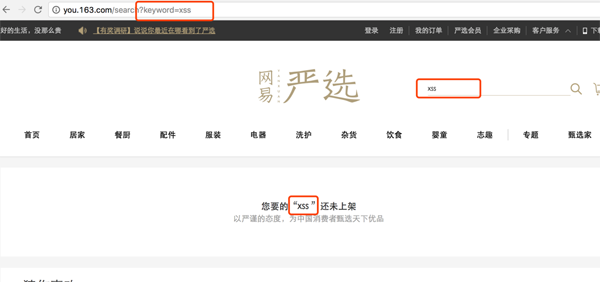 you.163.com/search?keyword=xss
好的生活，没那么贵 【有奖调研】说说你最近在哪看到了严选 登录 注册 我的订单 严选会员 企业采购 客户服务 下
网易 严选
xss
首页 居家 餐厨 配件 服装 电器 洗护 杂货 饮食 婴童 志趣 专题 甄选家
您要的 “xss” 还未上架
以严谨的态度，为中国消费者甄选天下优品